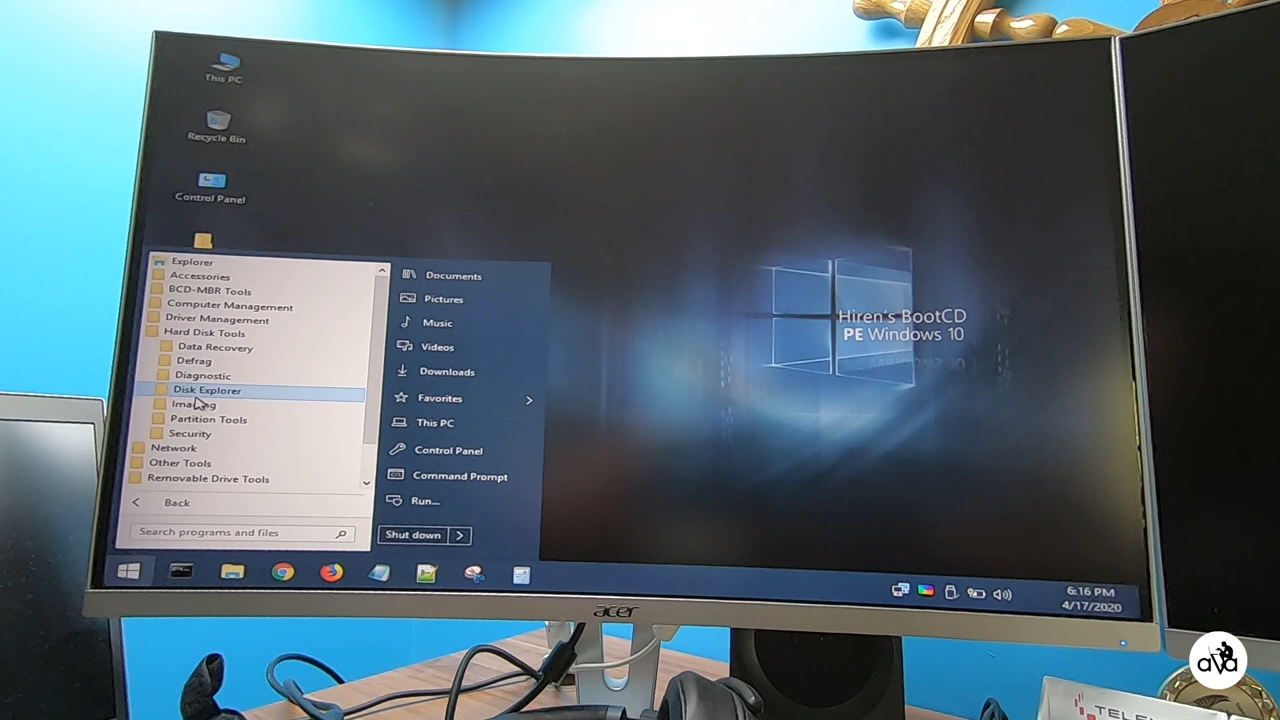 This PC
Recycle Bin
Control Panel
Explorer
Accessories
BCD-MBR Tools
Computer Management
Driver Management
Hard Disk Tools
Data Recovery
Defrag
Diagnostic
Disk Explorer
Imaging
Partition Tools
Security
Network
Other Tools
Removable Drive Tools
Back
Search programs and files
Documents
Pictures
Music
Videos
Downloads
Favorites
This PC
Control Panel
Command Prompt
Run...
Shut down
Hiren's BootCD
PE Windows 10
6:16 PM
4/17/2020
acer
ava